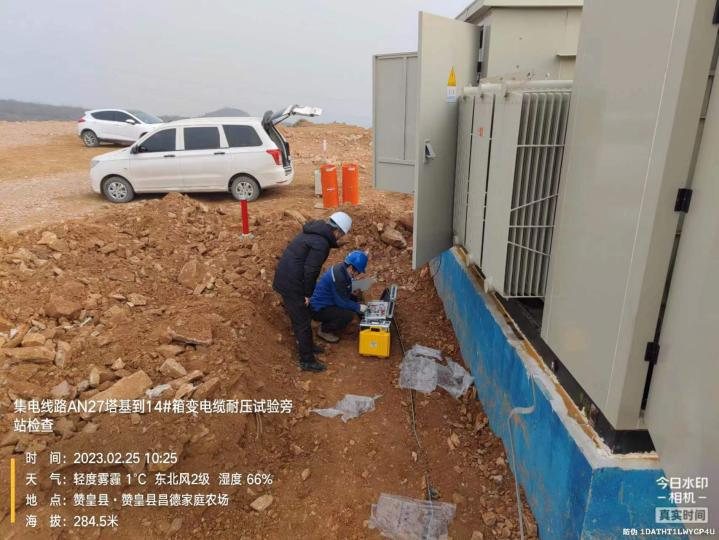 集电线路AN27塔基到14#箱变电缆耐压试验旁
站检查
时 间：2023.02.25 10:25
天 气：轻度雾霾 1℃ 东北风2级 湿度 66%
地 点：赞皇县·赞皇县昌德家庭农场
海 拔：284.5米
今日水印
相机
真实时间
防伪 1DATHT1LWYGP4U